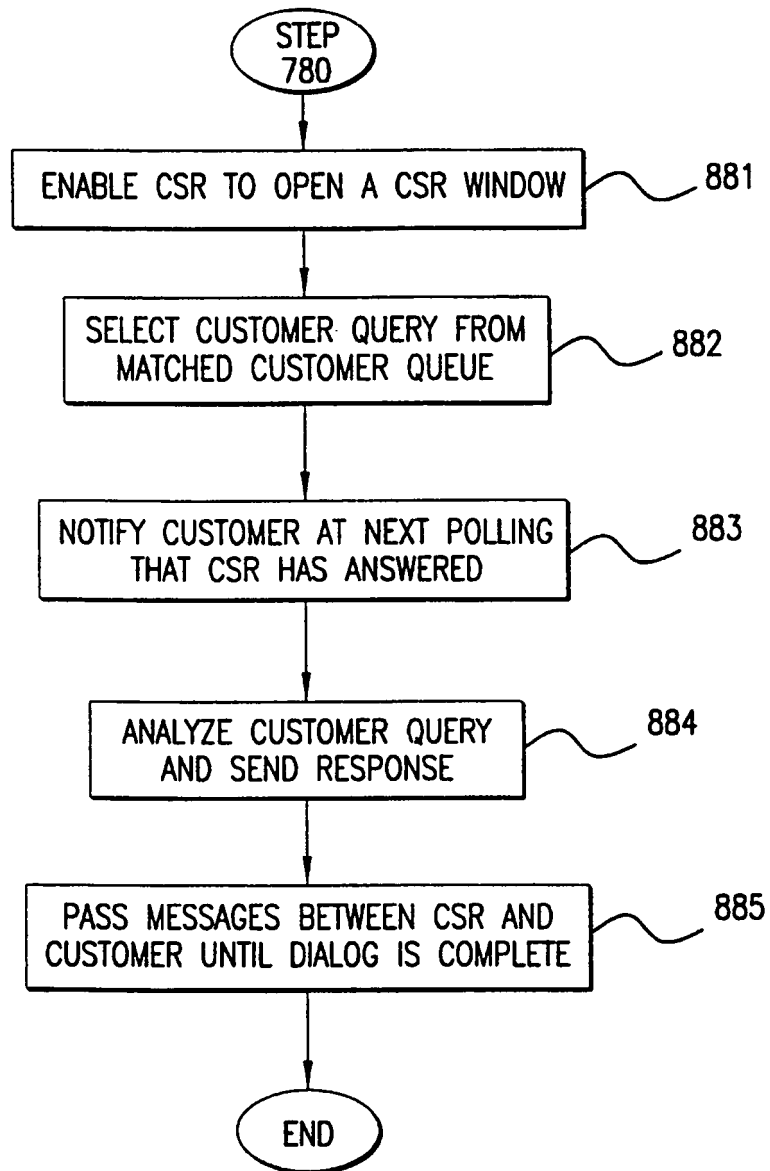 STEP
780
ENABLE CSR TO OPEN A CSR WINDOW
881
SELECT CUSTOMER QUERY FROM
MATCHED CUSTOMER QUEUE
882
NOTIFY CUSTOMER AT NEXT POLLING
THAT CSR HAS ANSWERED
883
ANALYZE CUSTOMER QUERY
AND SEND RESPONSE
884
PASS MESSAGES BETWEEN CSR AND
CUSTOMER UNTIL DIALOG IS COMPLETE
885
END